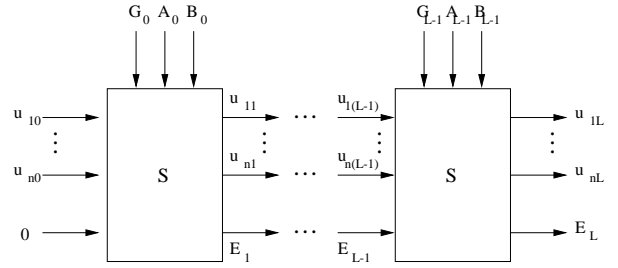 G0 A0 B0 GL-1 AL-1 BL-1
u10 u11 ... u1(L-1) u1L
un0 S un1 ... un(L-1) S unL
0 E1 ... EL-1 EL